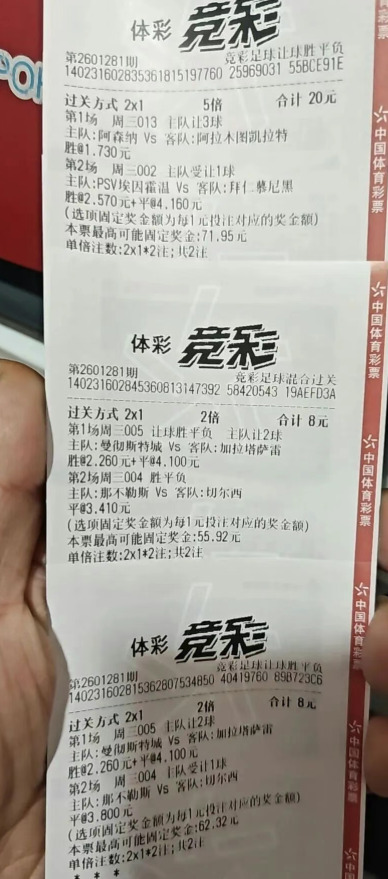 体彩 竞彩
第2601281期 竞彩足球让球胜平负
140231602835361815197760 25969031 55BCE91E
过关方式 2x1 5倍 合计 20元
第1场 周三013 主队让3球
主队:阿森纳 Vs 客队:阿拉木图凯拉特
胜@1.730元
第2场 周三002 主队受让1球
主队:PSV埃因霍温 Vs 客队:拜仁慕尼黑
胜@2.570元+平@4.160元
(选项固定奖金额为每1元投注对应的奖金额)
本票最高可能固定奖金:71.95元
单倍注数:2x1*2注;共2注
体彩 竞彩
第2601281期 竞彩足球混合过关
140231602845360813147392 58420543 19AEFD3A
过关方式 2x1 2倍 合计 8元
第1场周三005 让球胜平负 主队让2球
主队:曼彻斯特城 Vs 客队:加拉塔萨雷
胜@2.260元+平@4.100元
第2场周三004 胜平负
主队:那不勒斯 Vs 客队:切尔西
平@3.410元
(选项固定奖金额为每1元投注对应的奖金额)
本票最高可能固定奖金:55.92元
单倍注数:2x1*2注;共2注
体彩 竞彩
第2601281期 竞彩足球让球胜平负
140231602815362807534850 40419760 89B723C6
过关方式 2x1 2倍 合计 8元
第1场 周三005 主队让2球
主队:曼彻斯特城 Vs 客队:加拉塔萨雷
胜@2.260元+平@4.100元
第2场 周三004 主队受让1球
主队:那不勒斯 Vs 客队:切尔西
平@3.800元
(选项固定奖金额为每1元投注对应的奖金额)
本票最高可能固定奖金:62.32元
单倍注数:2x1*2注;共2注
中国体育彩票
中国体育彩票
中国体育彩票
中国体育彩票
中国体育彩票